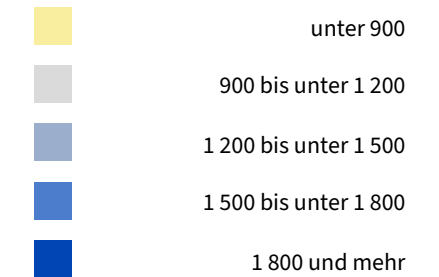 unter 900
900 bis unter 1 200
1 200 bis unter 1 500
1 500 bis unter 1 800
1 800 und mehr